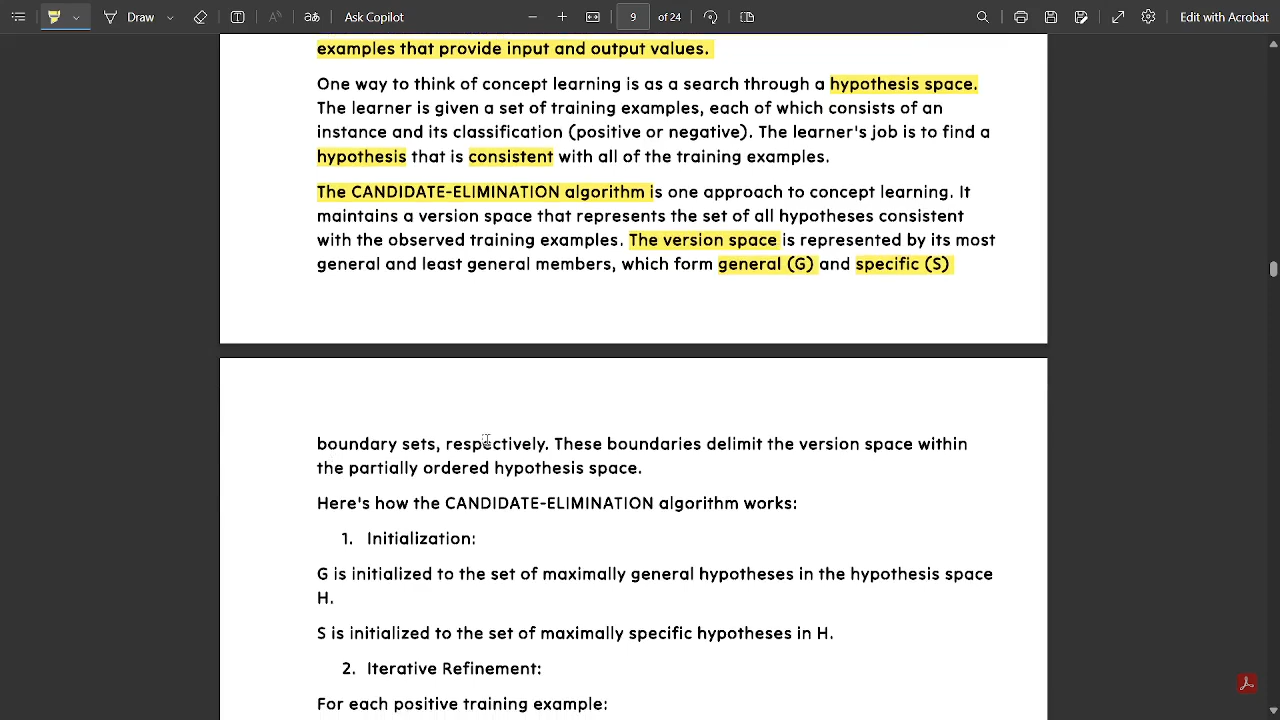 Draw
Ask Copilot
9
of 24
Edit with Acrobat
examples that provide input and output values.
One way to think of concept learning is as a search through a hypothesis space.
The learner is given a set of training examples, each of which consists of an
instance and its classification (positive or negative). The learner's job is to find a
hypothesis that is consistent with all of the training examples.
The CANDIDATE-ELIMINATION algorithm is one approach to concept learning. It
maintains a version space that represents the set of all hypotheses consistent
with the observed training examples. The version space is represented by its most
general and least general members, which form general (G) and specific (S)
boundary sets, respectively. These boundaries delimit the version space within
the partially ordered hypothesis space.
Here's how the CANDIDATE-ELIMINATION algorithm works:
1. Initialization:
G is initialized to the set of maximally general hypotheses in the hypothesis space
H.
S is initialized to the set of maximally specific hypotheses in H.
2. Iterative Refinement:
For each positive training example: